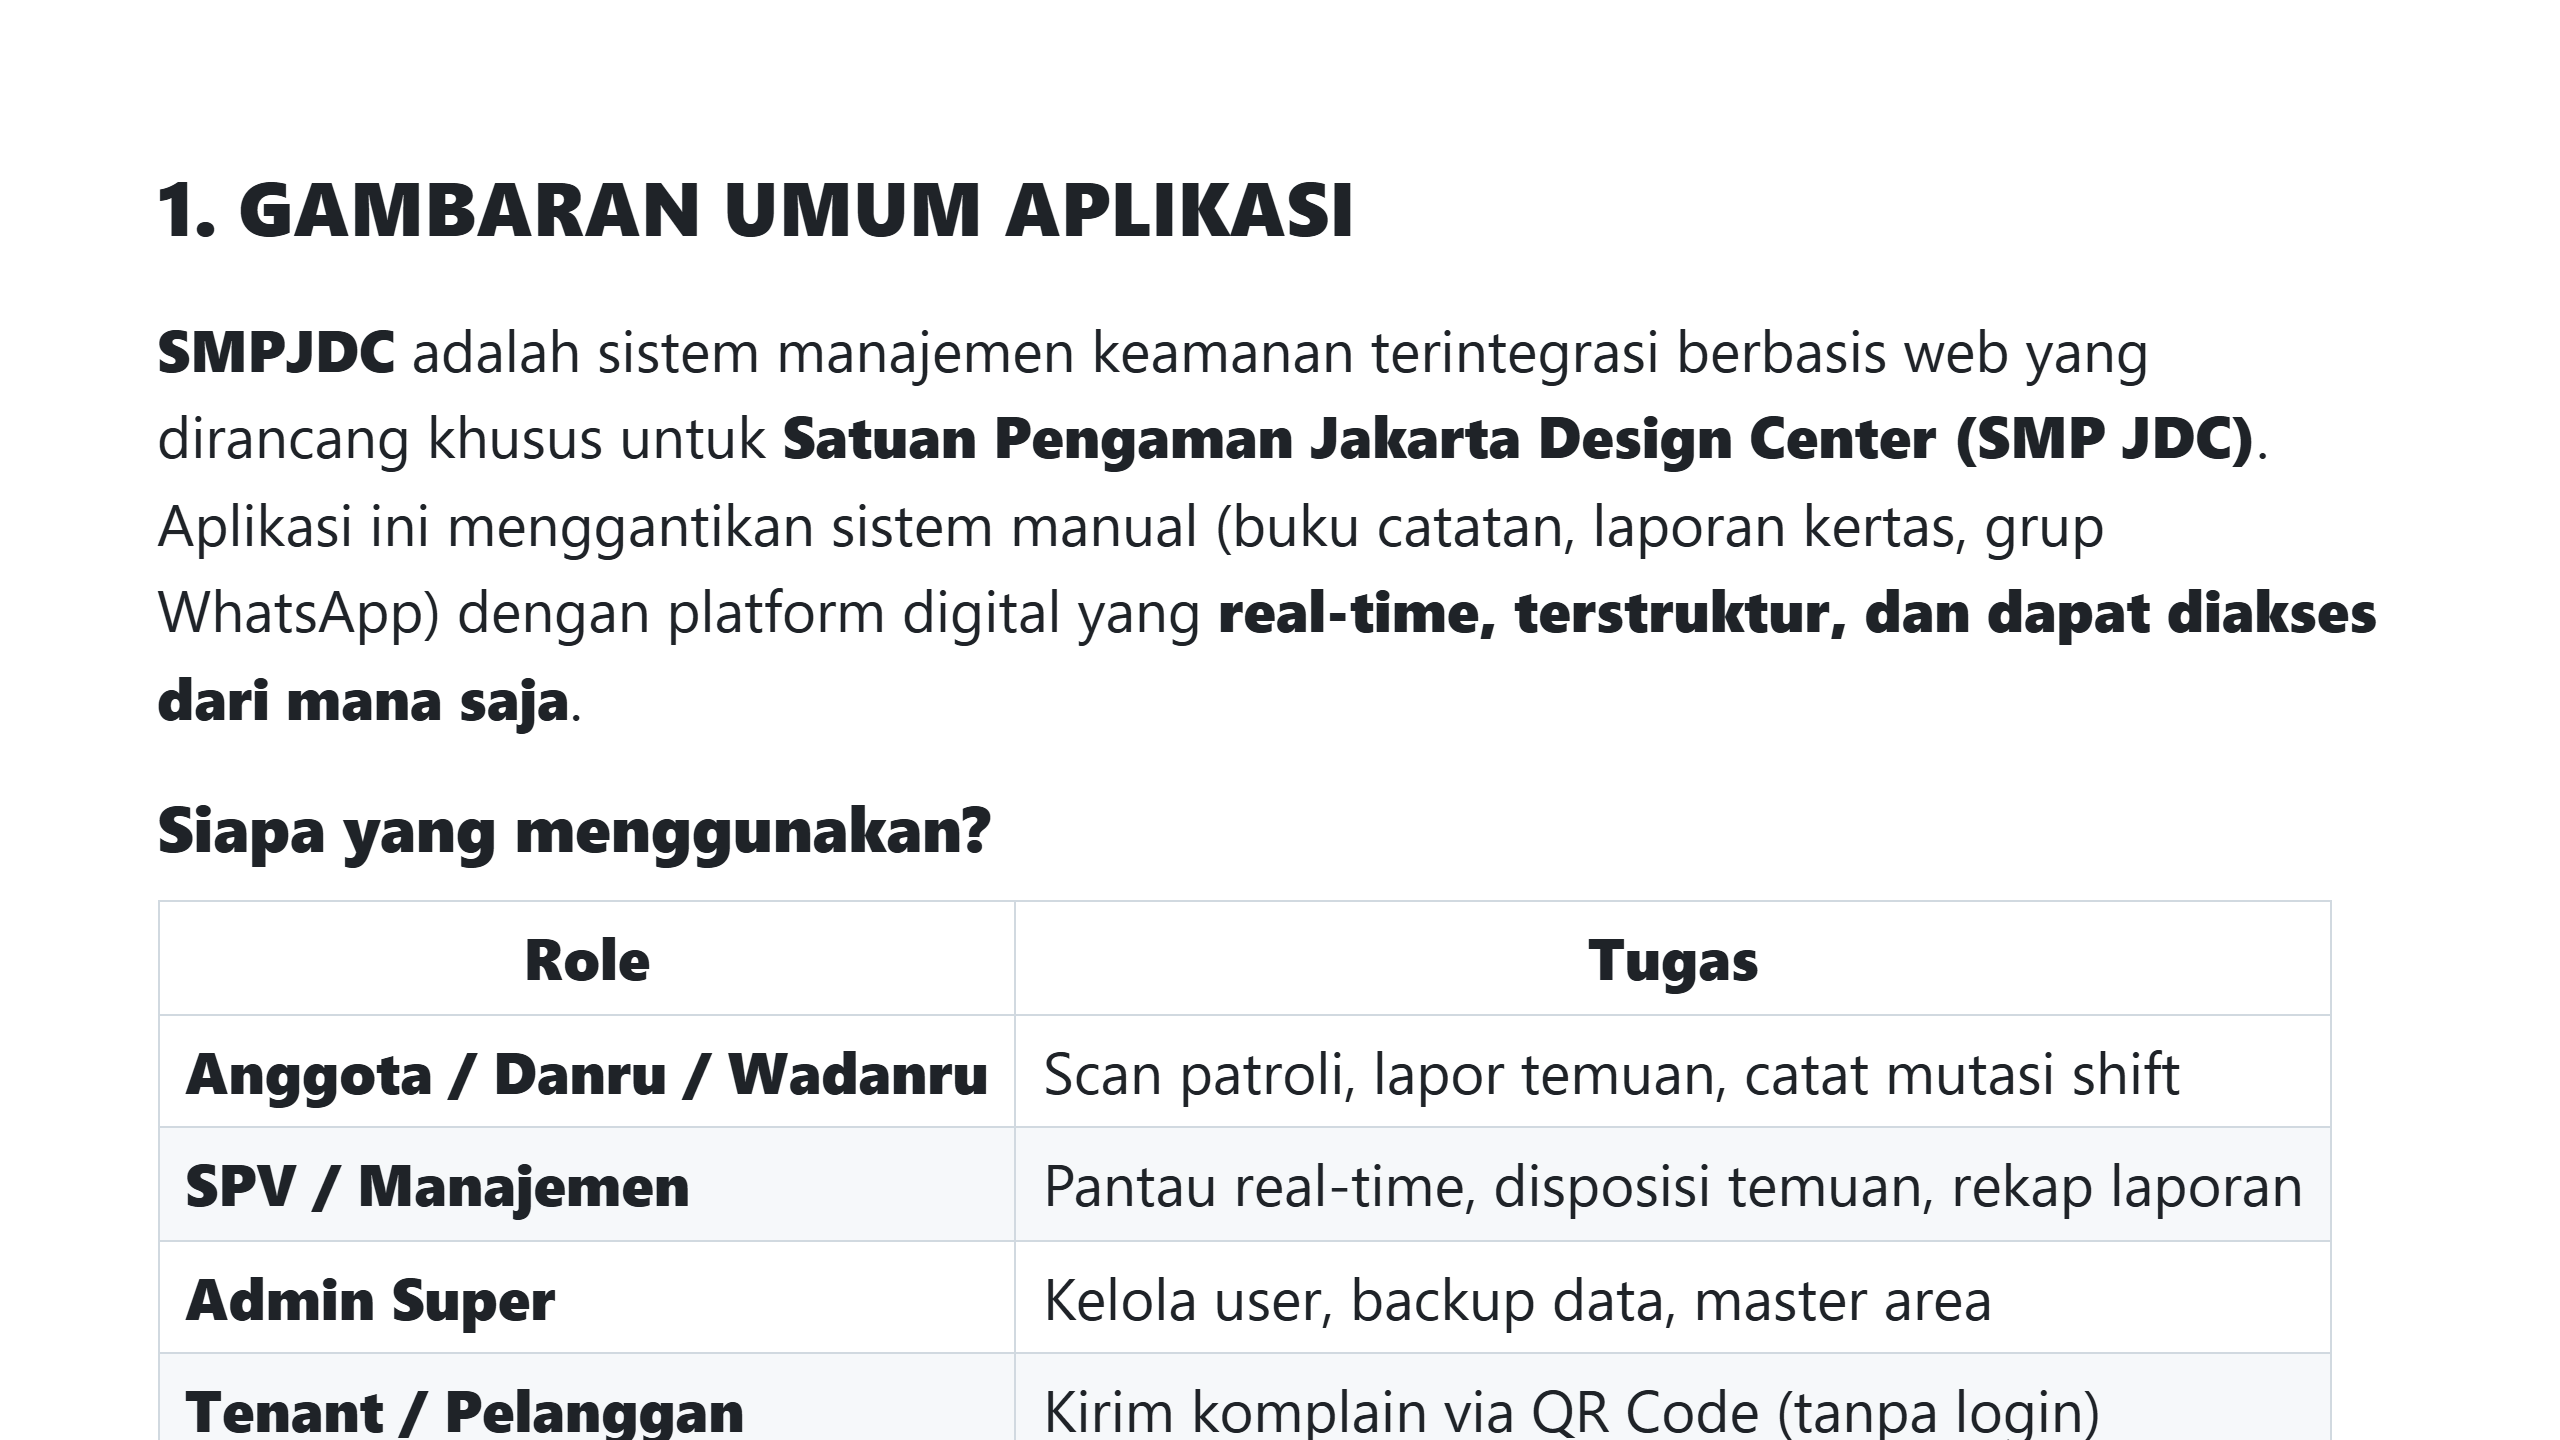 1. GAMBARAN UMUM APLIKASI
SMPJDC adalah sistem manajemen keamanan terintegrasi berbasis web yang
dirancang khusus untuk Satuan Pengaman Jakarta Design Center (SMP JDC).
Aplikasi ini menggantikan sistem manual (buku catatan, laporan kertas, grup
WhatsApp) dengan platform digital yang real-time, terstruktur, dan dapat diakses
dari mana saja.
Siapa yang menggunakan?
Role Tugas
Anggota / Danru / Wadanru Scan patroli, lapor temuan, catat mutasi shift
SPV / Manajemen Pantau real-time, disposisi temuan, rekap laporan
Admin Super Kelola user, backup data, master area
Tenant / Pelanggan Kirim komplain via QR Code (tanpa login)